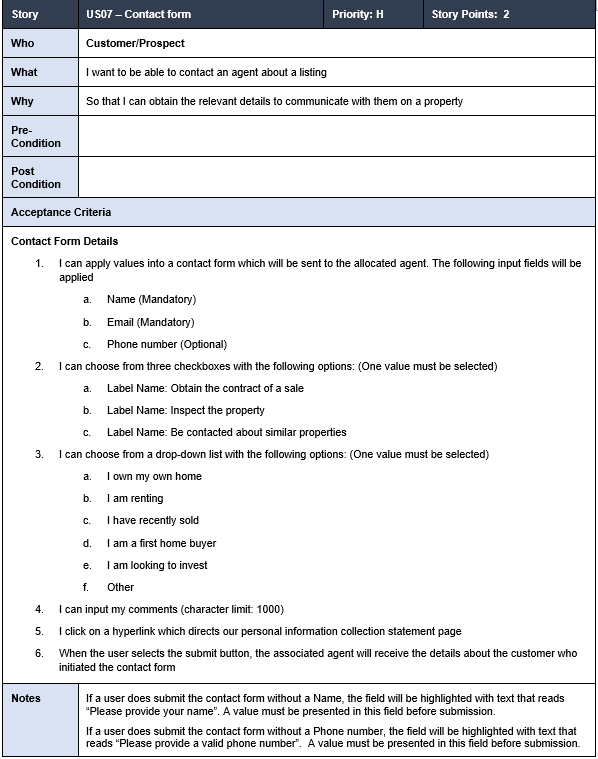 Story US07 – Contact form Priority: H Story Points: 2
Who Customer/Prospect
What I want to be able to contact an agent about a listing
Why So that I can obtain the relevant details to communicate with them on a property
Pre-
Condition
Post
Condition
Acceptance Criteria
Contact Form Details
1. I can apply values into a contact form which will be sent to the allocated agent. The following input fields will be
applied
a. Name (Mandatory)
b. Email (Mandatory)
c. Phone number (Optional)
2. I can choose from three checkboxes with the following options: (One value must be selected)
a. Label Name: Obtain the contract of a sale
b. Label Name: Inspect the property
c. Label Name: Be contacted about similar properties
3. I can choose from a drop-down list with the following options: (One value must be selected)
a. I own my own home
b. I am renting
c. I have recently sold
d. I am a first home buyer
e. I am looking to invest
f. Other
4. I can input my comments (character limit: 1000)
5. I click on a hyperlink which directs our personal information collection statement page
6. When the user selects the submit button, the associated agent will receive the details about the customer who
initiated the contact form
Notes If a user does submit the contact form without a Name, the field will be highlighted with text that reads
“Please provide your name”. A value must be presented in this field before submission.
If a user does submit the contact form without a Phone number, the field will be highlighted with text that
reads “Please provide a valid phone number”. A value must be presented in this field before submission.